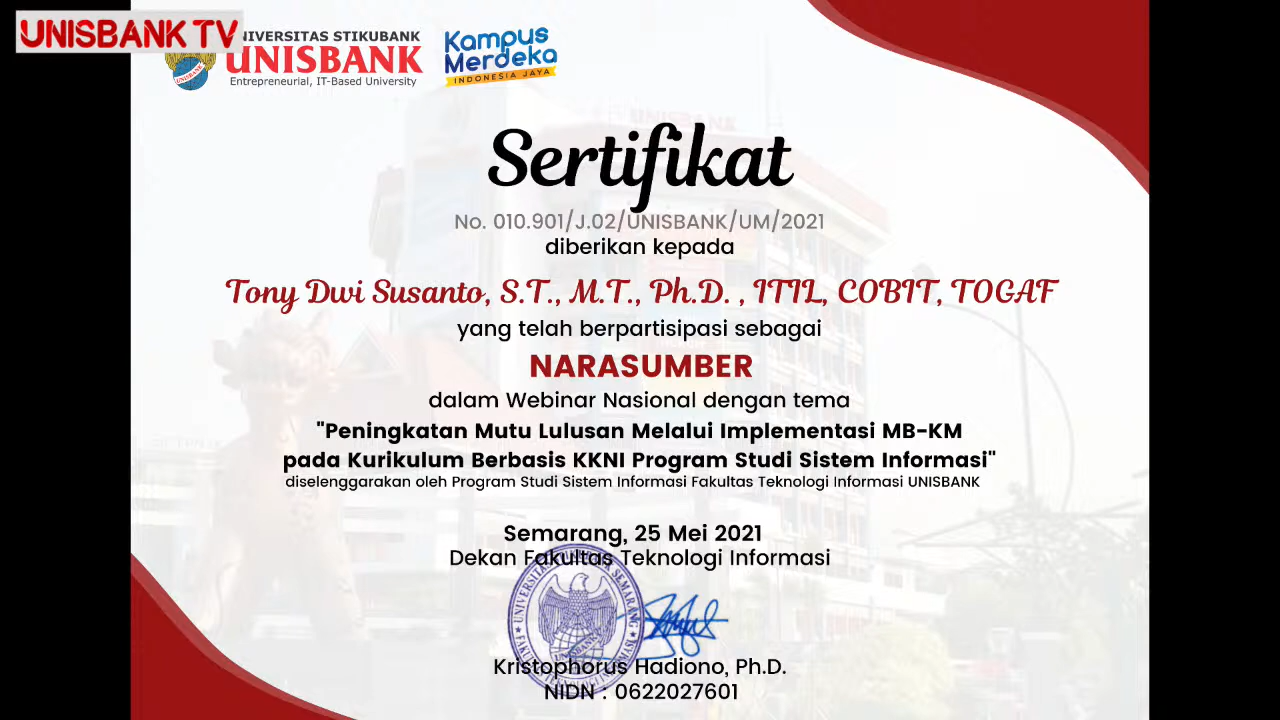 UNISBANK TV
UNIVERSITAS STIKUBANK
UNISBANK
Entrepreneurial, IT-Based University
Kampus
Merdeka
INDONESIA JAYA
Sertifikat
No. 010.901/J.02/UNISBANK/UM/2021
diberikan kepada
Tony Dwi Susanto, S.T., M.T., Ph.D. , ITIL, COBIT, TOGAF
yang telah berpartisipasi sebagai
NARASUMBER
dalam Webinar Nasional dengan tema
"Peningkatan Mutu Lulusan Melalui Implementasi MB-KM
pada Kurikulum Berbasis KKNI Program Studi Sistem Informasi"
diselenggarakan oleh Program Studi Sistem Informasi Fakultas Teknologi Informasi UNISBANK
Semarang, 25 Mei 2021
Dekan Fakultas Teknologi Informasi
Kristophorus Hadiono, Ph.D.
NIDN : 0622027601